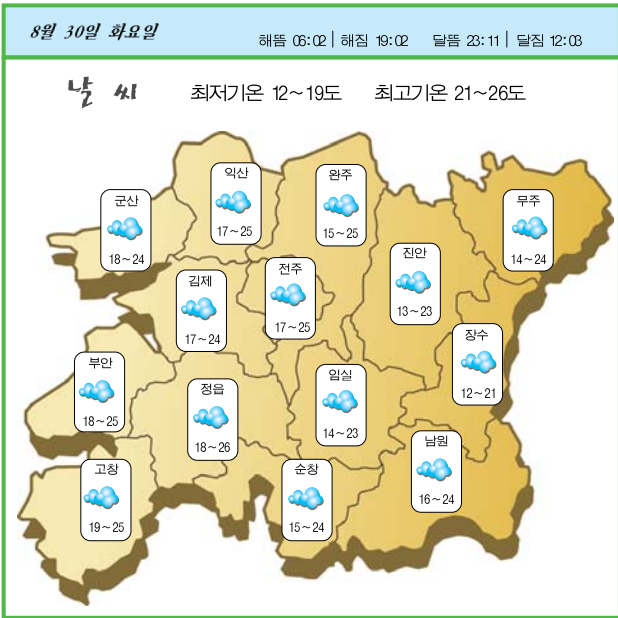 8월 30일 화요일
해뜸 06:02 | 해짐 19:02 달뜸 23:11 | 달짐 12:03
날씨 최저기온 12~19도 최고기온 21~26도
익산
17~25
완주
15~25
군산
18~24
무주
14~24
진안
13~23
전주
17~25
김제
17~24
장수
12~21
부안
18~25
임실
14~23
정읍
18~26
남원
16~24
고창
19~25
순창
15~24